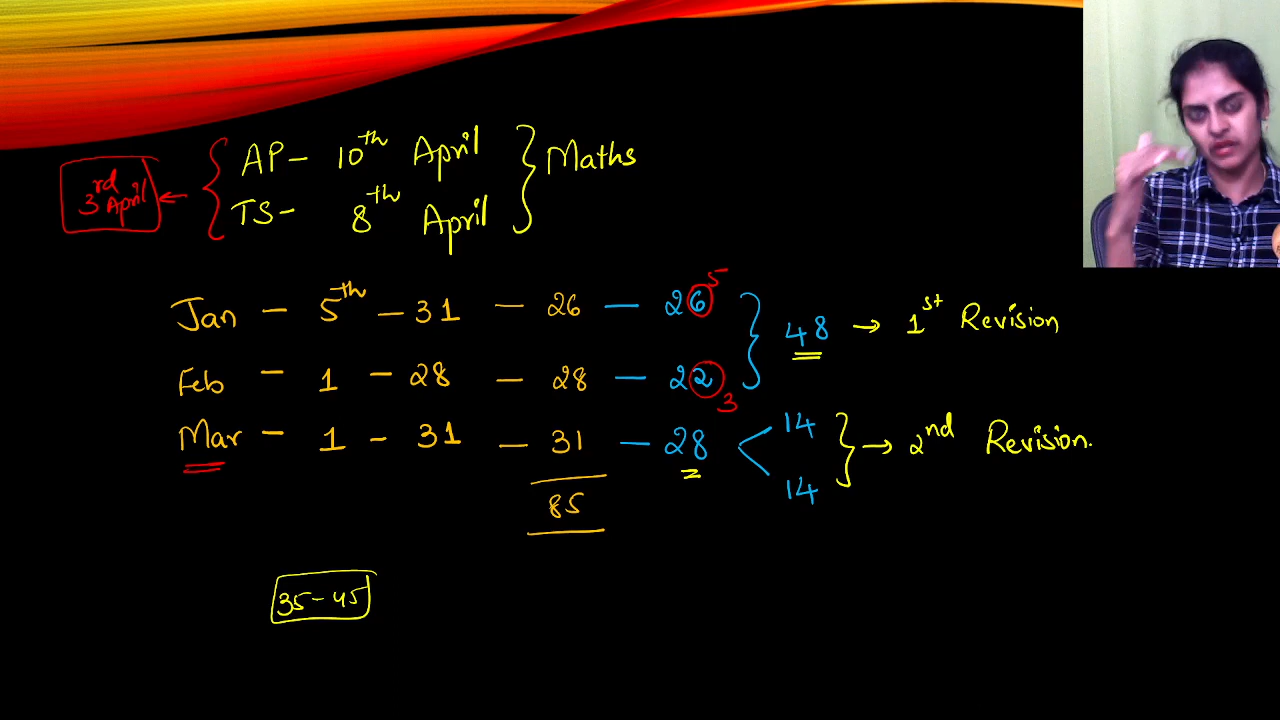 AP - 10th April } Maths
3rd April ← { TS - 8th April
Jan - 5th - 31 - 26 - 26 5
Feb - 1 - 28 - 28 - 22 3
} 48 → 1st Revision
Mar - 1 - 31 - 31 - 28 < 14 14 } → 2nd Revision.
85
35-45